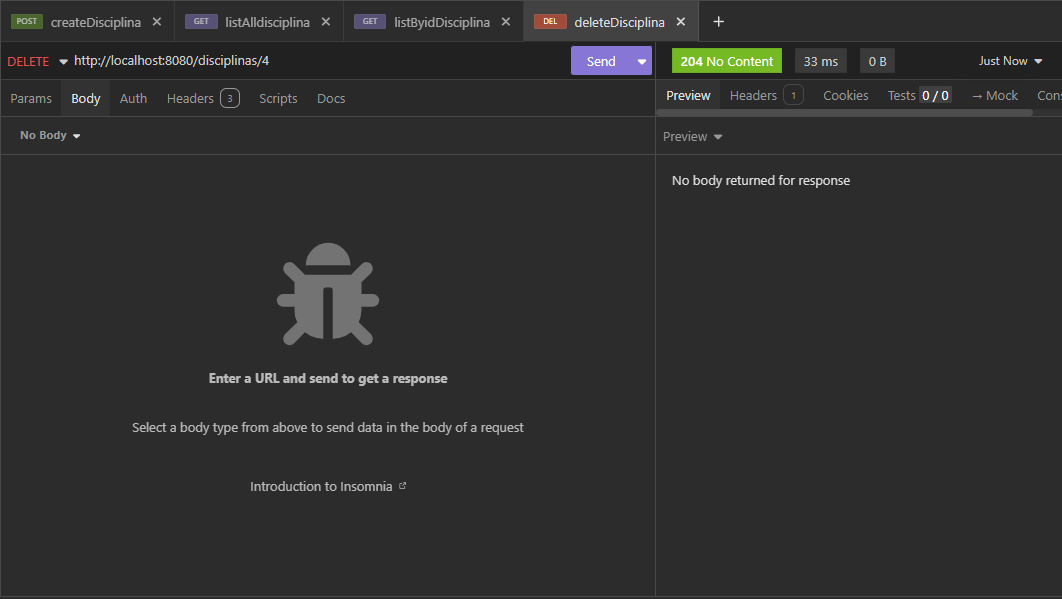 POST createDisciplina GET listAlldisciplina GET listByidDisciplina DEL deleteDisciplina
DELETE http://localhost:8080/disciplinas/4 Send 204 No Content 33 ms 0 B Just Now
Params Body Auth Headers 3 Scripts Docs
Preview Headers 1 Cookies Tests 0 / 0 → Mock Cons
No Body
Preview
No body returned for response
Enter a URL and send to get a response
Select a body type from above to send data in the body of a request
Introduction to Insomnia